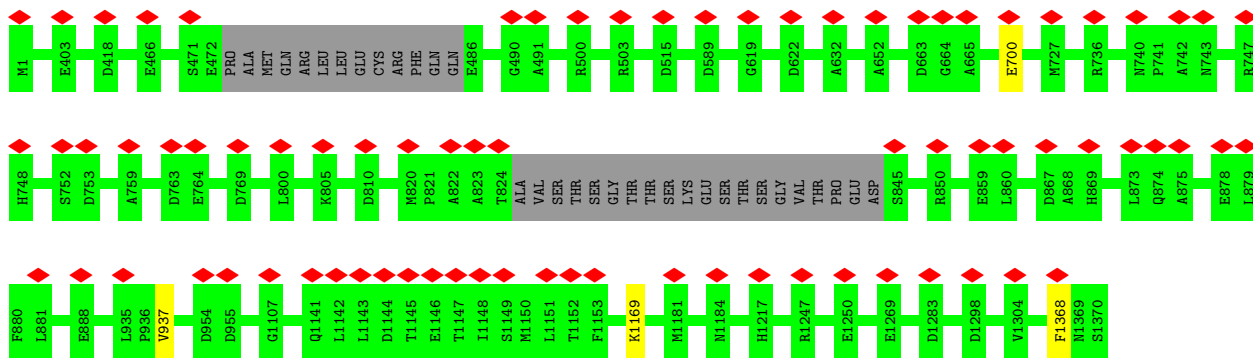 M1 E403 D418 E466 S471 E472 PRO ALA MET GLN ARG LEU LEU GLU CYS ARG PHE GLN GLN E486 G490 A491 R500 R503 D515 D589 G619 D622 A632 A652 D663 G664 A665 E700 M727 R736 N740 P741 A742 N743 R747
H748 S752 D753 A759 D763 E764 D769 L800 K805 D810 M820 P821 A822 A823 T824 ALA VAL SER THR SER GLY THR THR SER LYS GLU SER THR SER GLY VAL THR PRO GLU ASP S845 R850 E859 L860 D867 A868 H869 L873 Q874 A875 E878 L879
F880 L881 E888 L935 P936 V937 D954 D955 G1107 Q1141 L1142 L1143 D1144 T1145 E1146 T1147 I1148 S1149 M1150 L1151 T1152 F1153 K1169 M1181 N1184 H1217 R1247 E1250 E1269 D1283 D1298 V1304 F1368 N1369 S1370